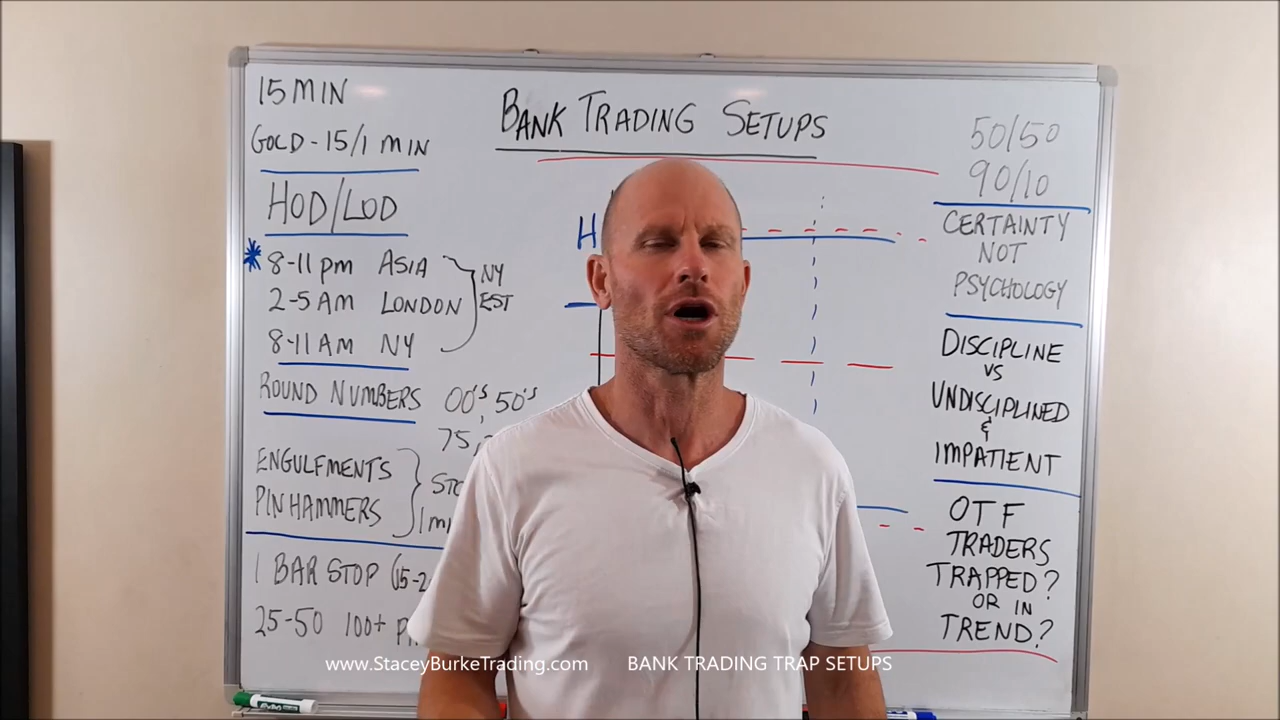 BANK TRADING SETUPS
15 MIN
GOLD - 15/1 MIN
HOD/LOD
* 8-11 pm ASIA
2-5 AM LONDON
8-11 AM NY
NY
EST
ROUND NUMBERS 00's, 50's
75,
ENGULFMENTS
PINHAMMERS
1 BAR STOP (15-2
25-50 100+
H
50/50
90/10
CERTAINTY
NOT
PSYCHOLOGY
DISCIPLINE
VS
UNDISCIPLINED
&
IMPATIENT
OTF
TRADERS
TRAPPED?
OR IN
TREND?
www.StaceyBurkeTrading.com BANK TRADING TRAP SETUPS